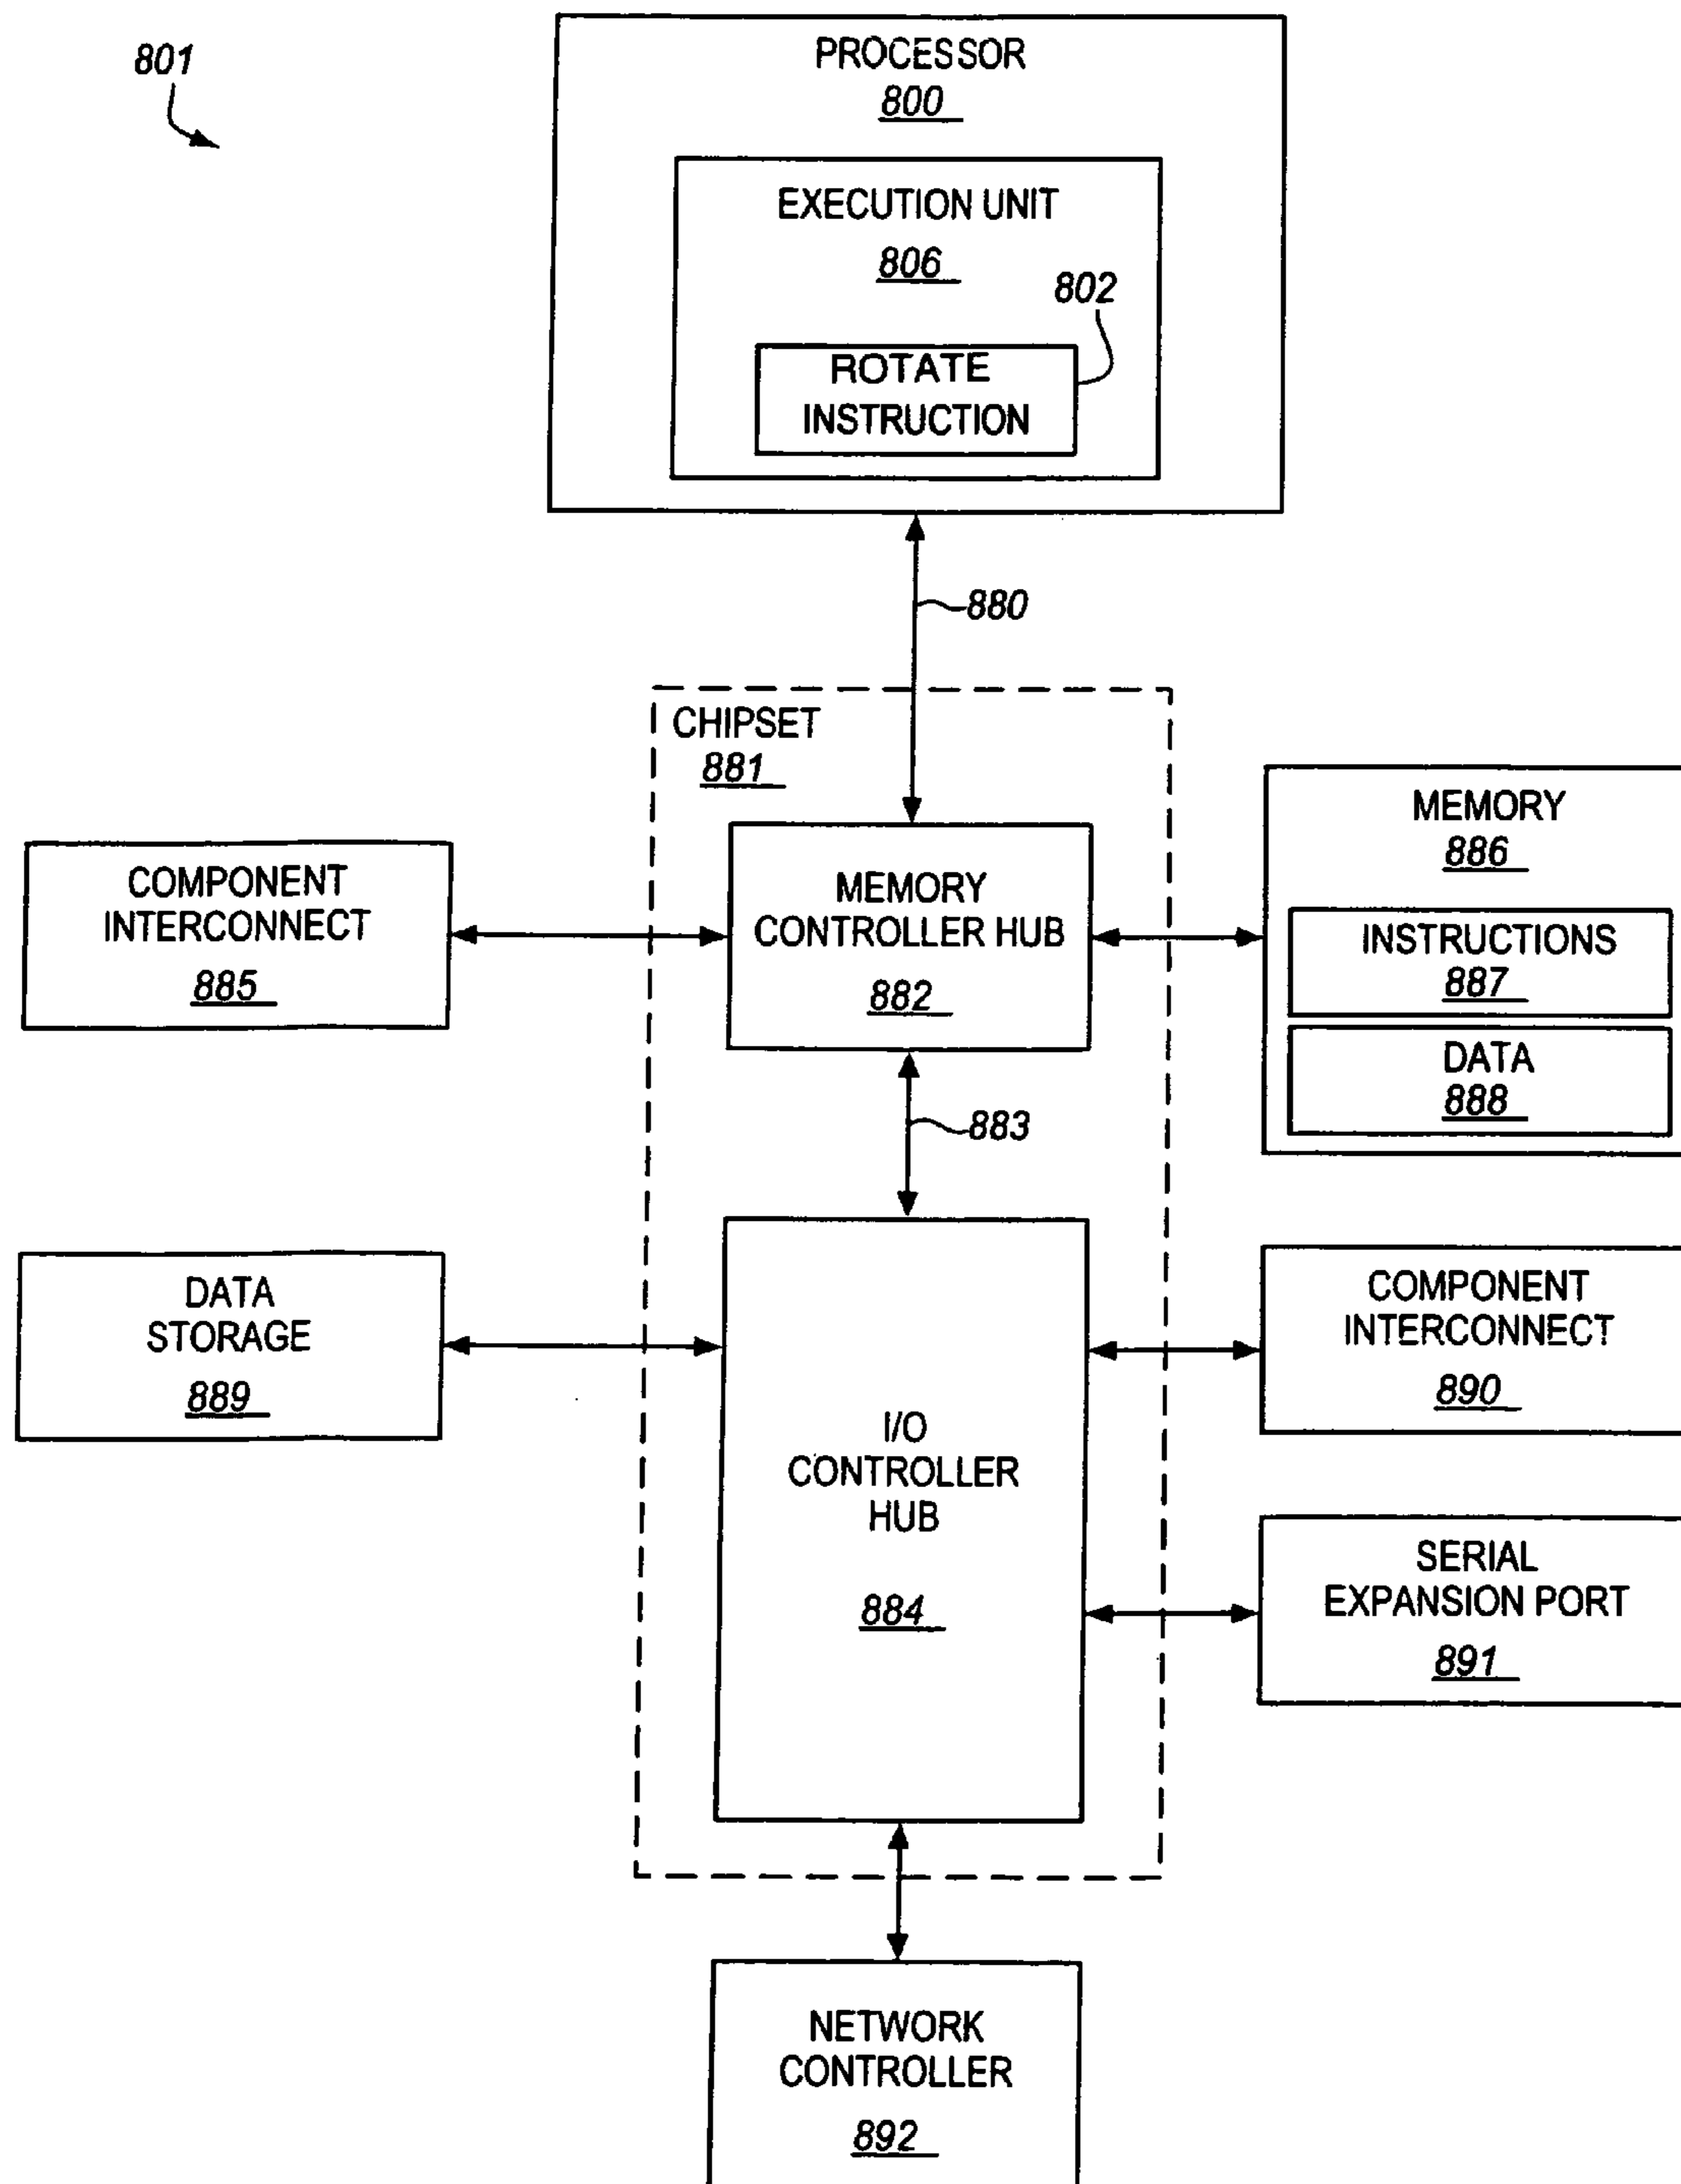 801
PROCESSOR
800
EXECUTION UNIT
806
802
ROTATE
INSTRUCTION
880
CHIPSET
881
COMPONENT
INTERCONNECT
885
MEMORY
CONTROLLER HUB
882
MEMORY
886
INSTRUCTIONS
887
DATA
888
883
DATA
STORAGE
889
I/O
CONTROLLER
HUB
884
COMPONENT
INTERCONNECT
890
SERIAL
EXPANSION PORT
891
NETWORK
CONTROLLER
892